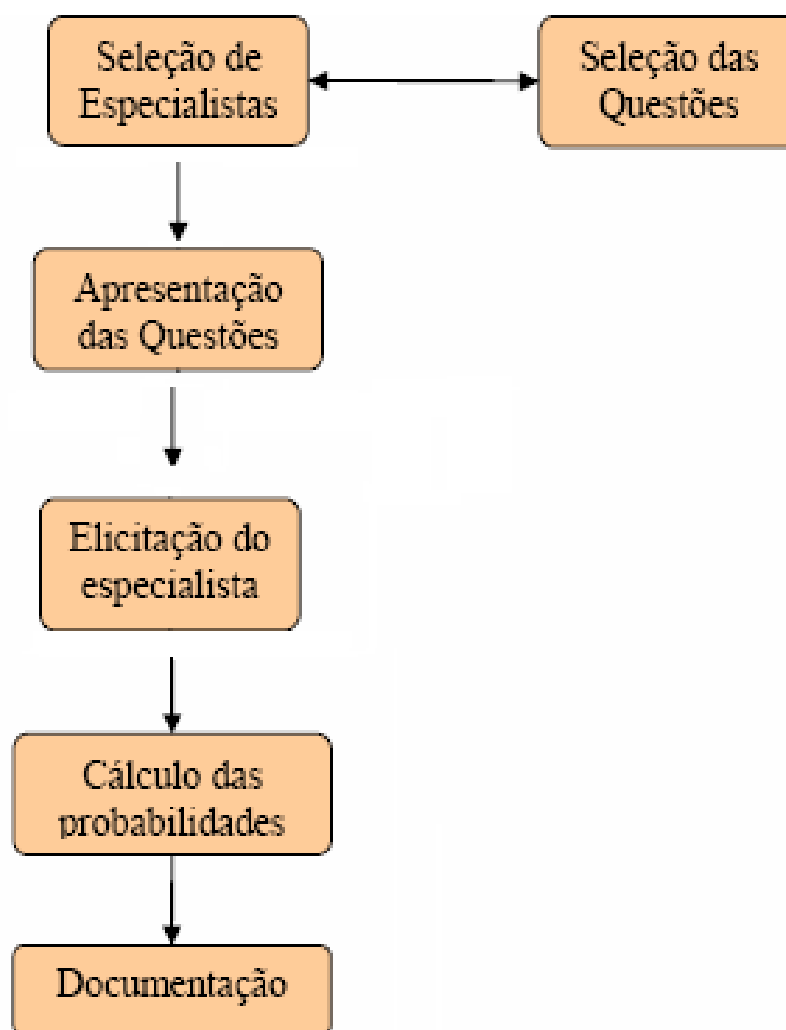 Seleção de
Especialistas
Seleção das
Questões
Apresentação
das Questões
Elicitação do
especialista
Cálculo das
probabilidades
Documentação